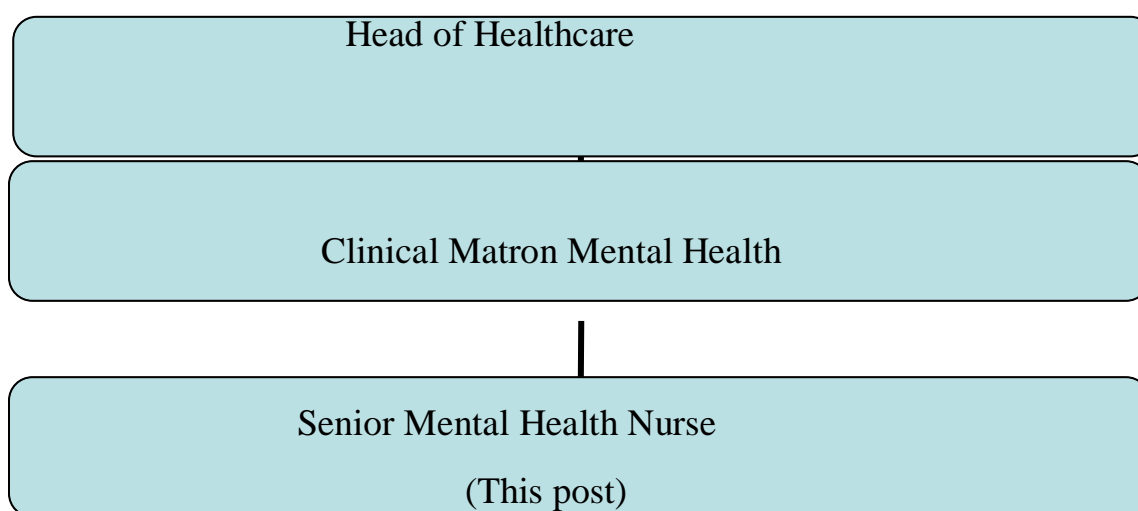 Head of Healthcare
Clinical Matron Mental Health
Senior Mental Health Nurse
(This post)